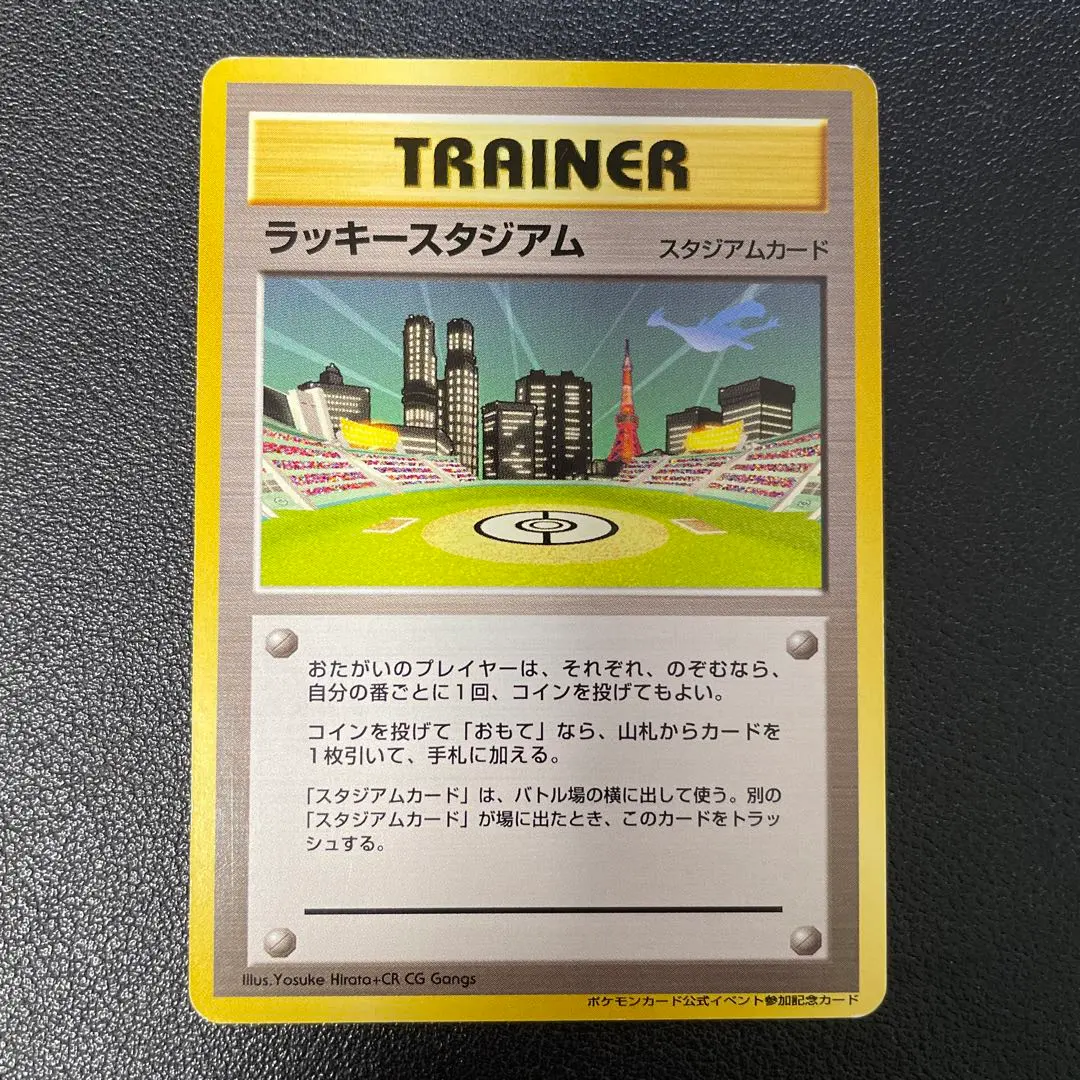 TRAINER
ラッキースタジアム
スタジアムカード
おたがいのプレイヤーは、それぞれ、のぞむなら、
自分の番ごとに1回、コインを投げてもよい。
コインを投げて「おもて」なら、山札からカードを
1枚引いて、手札に加える。
「スタジアムカード」は、バトル場の横に出して使う。別の
「スタジアムカード」が場に出たとき、このカードをトラッ
シュする。
Illus.Yosuke Hirata+CR CG Gangs
ポケモンカード公式イベント参加記念カード